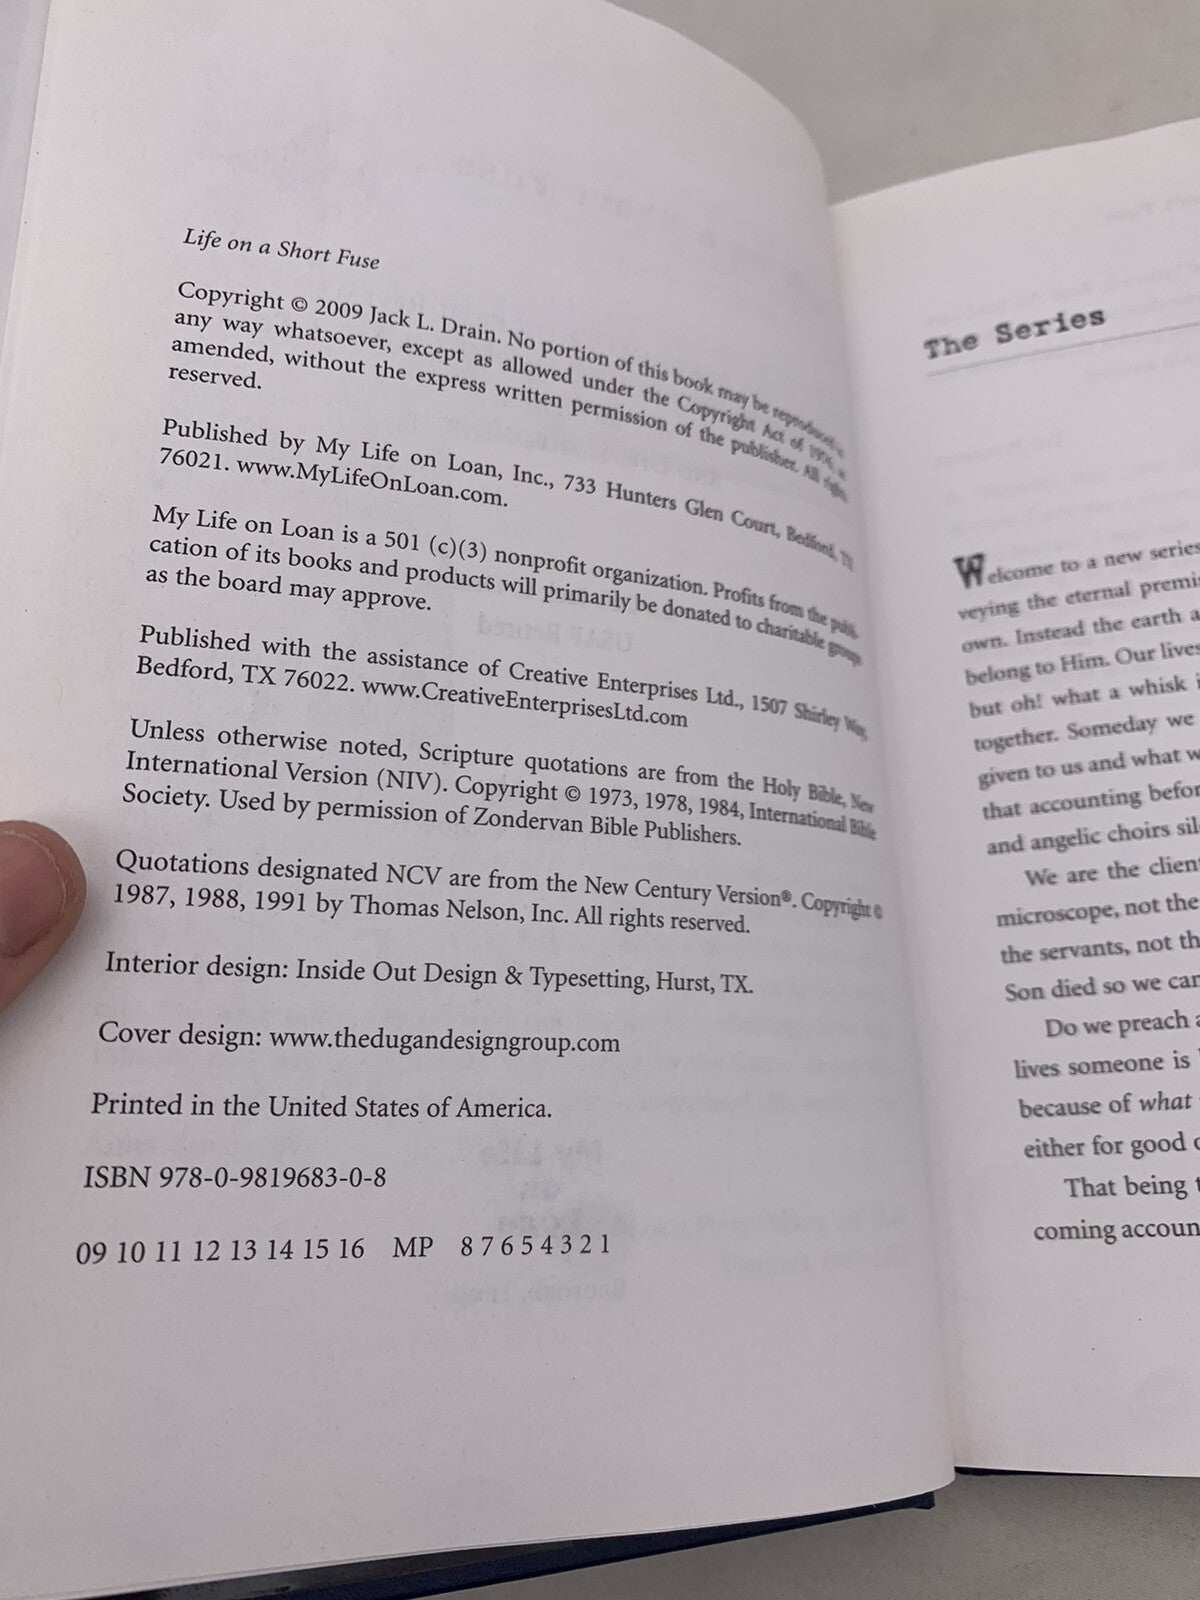 Life on a Short Fuse
Copyright © 2009 Jack L. Drain. No portion of this book may be reproduced in
any way whatsoever, except as allowed under the Copyright Act of 1976, as
amended, without the express written permission of the publisher. All rights
reserved.
Published by My Life on Loan, Inc., 733 Hunters Glen Court, Bedford, TX
76021. www.MyLifeOnLoan.com.
My Life on Loan is a 501 (c)(3) nonprofit organization. Profits from the publi-
cation of its books and products will primarily be donated to charitable groups
as the board may approve.
Published with the assistance of Creative Enterprises Ltd., 1507 Shirley Way,
Bedford, TX 76022. www.CreativeEnterprisesLtd.com
Unless otherwise noted, Scripture quotations are from the Holy Bible, New
International Version (NIV). Copyright © 1973, 1978, 1984, International Bible
Society. Used by permission of Zondervan Bible Publishers.
Quotations designated NCV are from the New Century Version®. Copyright ©
1987, 1988, 1991 by Thomas Nelson, Inc. All rights reserved.
Interior design: Inside Out Design & Typesetting, Hurst, TX.
Cover design: www.thedugandesigngroup.com
Printed in the United States of America.
ISBN 978-0-9819683-0-8
09 10 11 12 13 14 15 16 MP 8 7 6 5 4 3 2 1
The Series
Welcome to a new series
veying the eternal premis
own. Instead the earth a
belong to Him. Our lives
but oh! what a whisk i
together. Someday we
given to us and what w
that accounting befor
and angelic choirs sil
We are the client
microscope, not the
the servants, not th
Son died so we can
Do we preach a
lives someone is
because of what
either for good o
That being t
coming accoun